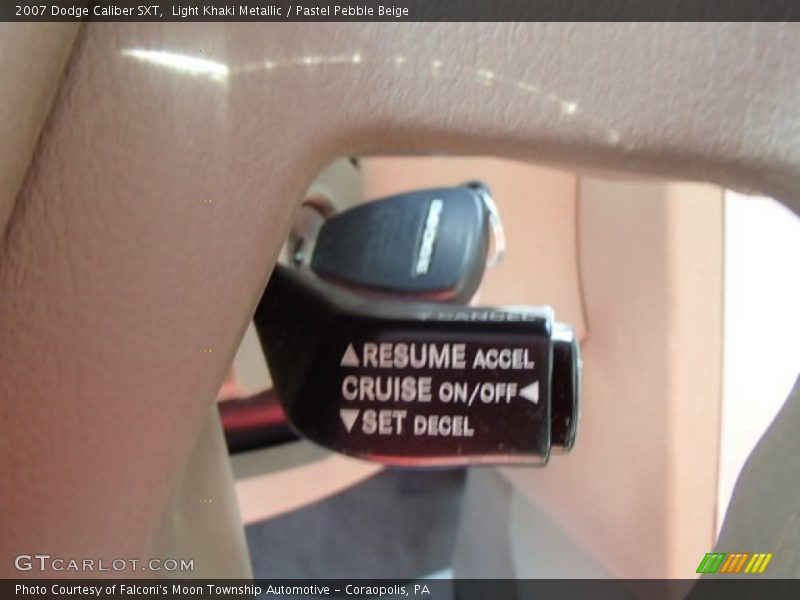 2007 Dodge Caliber SXT, Light Khaki Metallic / Pastel Pebble Beige
DODGE
▼CANCEL
▲RESUME ACCEL
CRUISE ON/OFF◀
▼SET DECEL
GTCARLOT.COM
Photo Courtesy of Falconi's Moon Township Automotive - Coraopolis, PA